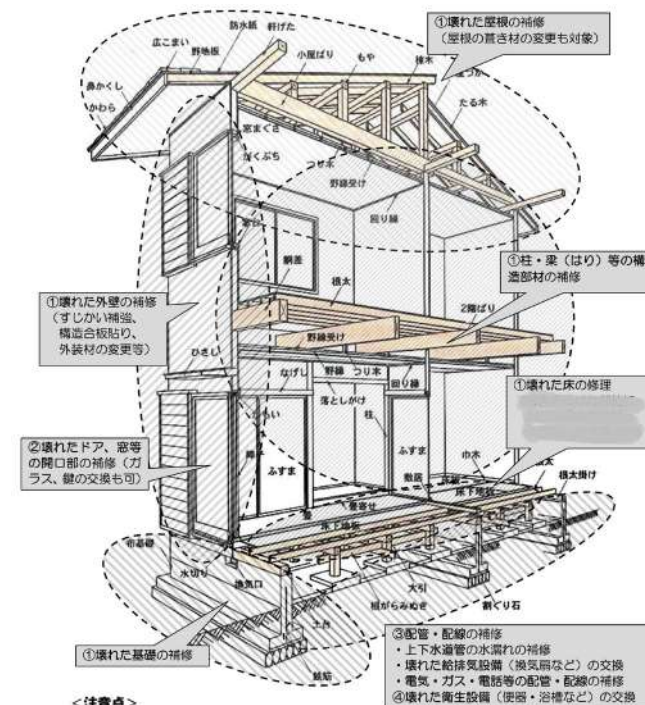 ①壊れた屋根の補修
（屋根の葺き材の変更も対象）
防水紙
軒げた
広こまい
野地板
小屋ばり
もや
棟木
鼻かくし
かわら
たる木
窓まぐさ
がくぶち
つり木
野縁受け
回り縁
①柱・梁（はり）等の構
造部材の補修
胴差
根太
2階ばり
①壊れた外壁の補修
（すじかい補強、
構造合板貼り、
外装材の変更等）
野縁受け
ひさし
なげし
野縁
つり木
回り縁
落としがけ
①壊れた床の修理
柱
②壊れたドア、窓等
の開口部の補修（ガ
ラス、鍵の交換も可）
ふすま
ふすま
敷居
巾木
畳寄せ
床下地板
床下地板
根太
根太掛け
布基礎
水切り
換気口
大引
根がらみぬき
割ぐり石
土台
①壊れた基礎の補修
鉄筋
③配管・配線の補修
・上下水道管の水漏れの補修
・壊れた給排気設備（換気扇など）の交換
・電気・ガス・電話等の配管・配線の補修
④壊れた衛生設備（便器・浴槽など）の交換
＜注意点＞